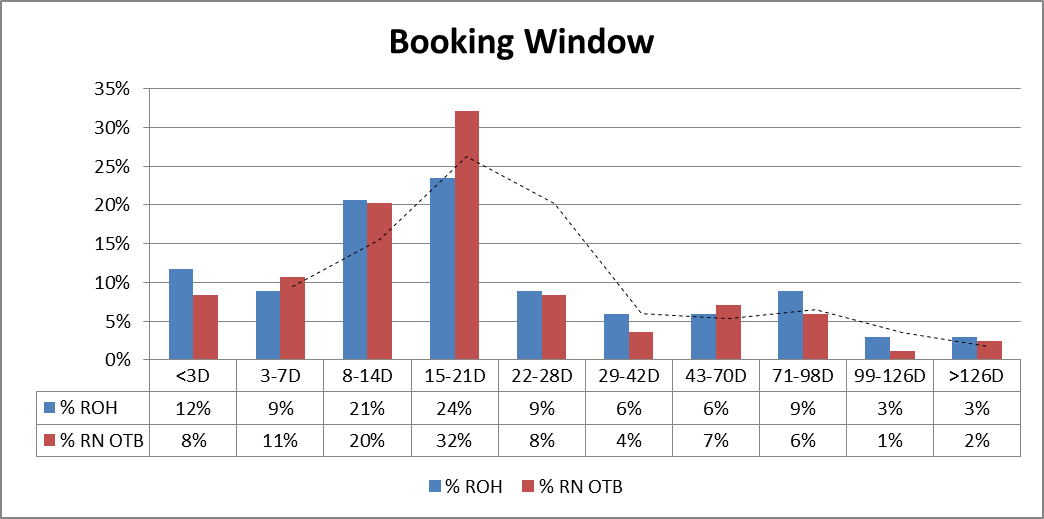 Booking Window
35%
30%
25%
20%
15%
10%
5%
0%
<3D 3-7D 8-14D 15-21D 22-28D 29-42D 43-70D 71-98D 99-126D >126D
% ROH 12% 9% 21% 24% 9% 6% 6% 9% 3% 3%
% RN OTB 8% 11% 20% 32% 8% 4% 7% 6% 1% 2%
% ROH % RN OTB